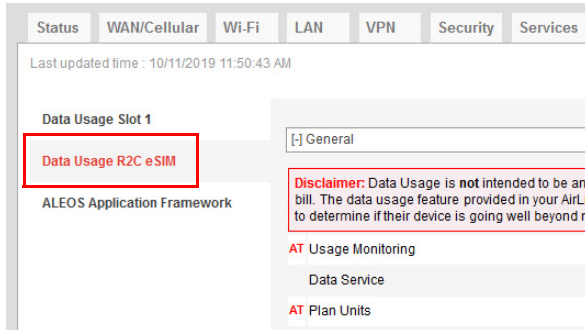 Status WAN/Cellular Wi-Fi LAN VPN Security Services
Last updated time : 10/11/2019 11:50:43 AM
Data Usage Slot 1
Data Usage R2C eSIM
ALEOS Application Framework
[-] General
Disclaimer: Data Usage is not intended to be an
bill. The data usage feature provided in your AirL
to determine if their device is going well beyond
AT Usage Monitoring
Data Service
AT Plan Units